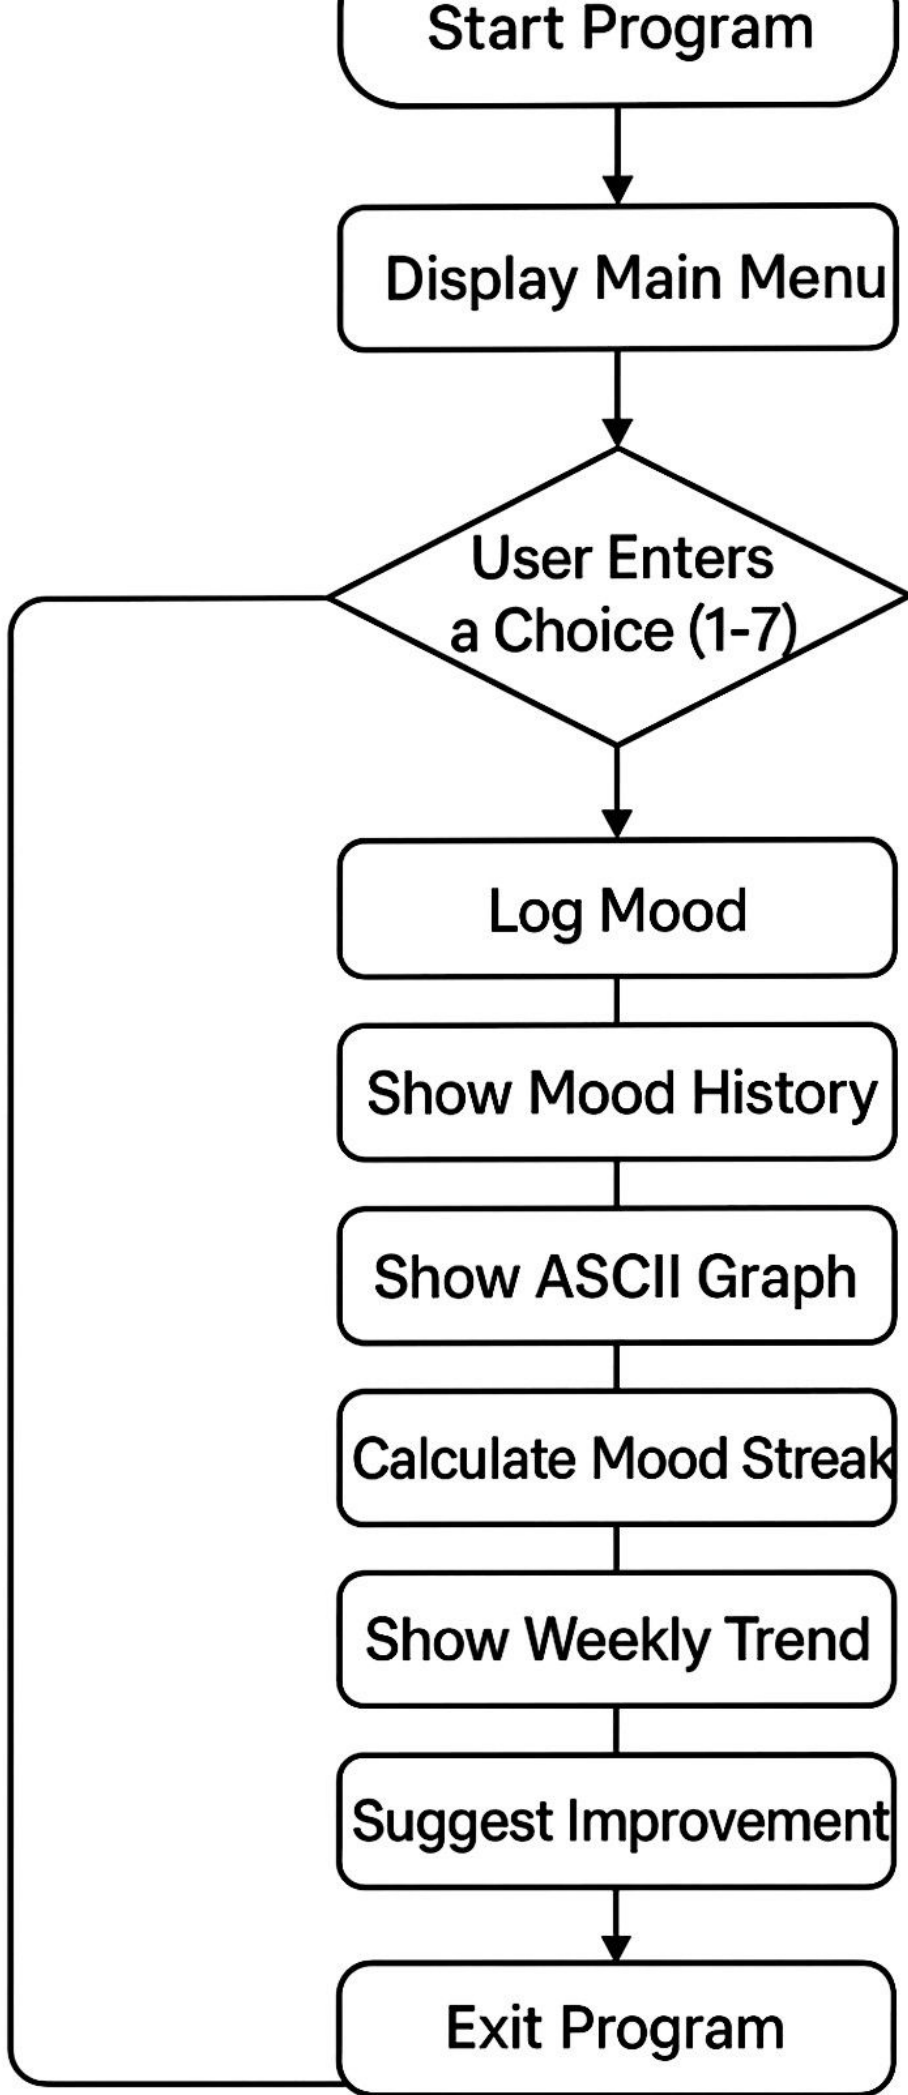 Start Program
Display Main Menu
User Enters
a Choice (1-7)
Log Mood
Show Mood History
Show ASCII Graph
Calculate Mood Streak
Show Weekly Trend
Suggest Improvement
Exit Program